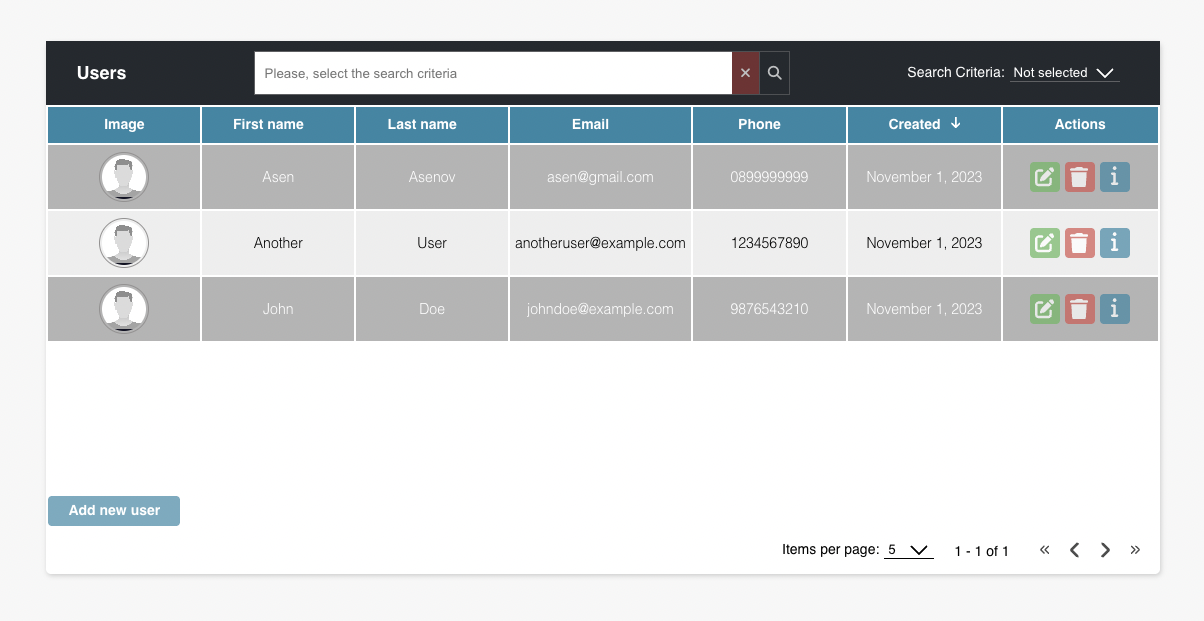 Users
Please, select the search criteria
Search Criteria: Not selected
Image First name Last name Email Phone Created Actions
Asen Asenov asen@gmail.com 0899999999 November 1, 2023
Another User anotheruser@example.com 1234567890 November 1, 2023
John Doe johndoe@example.com 9876543210 November 1, 2023
Add new user
Items per page: 5 1 - 1 of 1